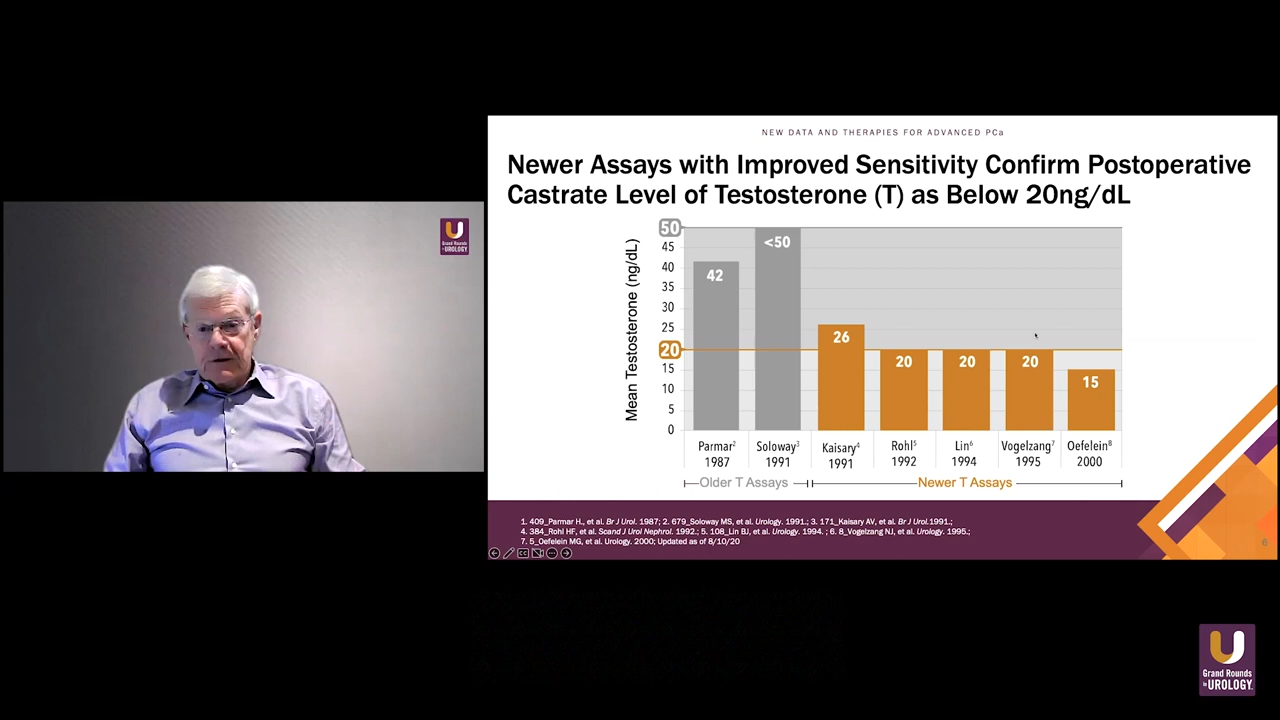 Grand Rounds
in UROLOGY
NEW DATA AND THERAPIES FOR ADVANCED PCa
Newer Assays with Improved Sensitivity Confirm Postoperative
Castrate Level of Testosterone (T) as Below 20ng/dL
Mean Testosterone (ng/dL)
50
45
40
35
30
25
20
15
10
5
0
42
<50
26
20
20
20
15
Parmar²
1987
Soloway³
1991
Kaisary⁴
1991
Rohl⁵
1992
Lin⁶
1994
Vogelzang⁷
1995
Oefelein⁸
2000
Older T Assays
Newer T Assays
1. 409_Parmar H., et al. Br J Urol. 1987; 2. 679_Soloway MS, et al. Urology. 1991.; 3. 171_Kaisary AV, et al. Br J Urol.1991.;
4. 384_Rohl HF, et al. Scand J Urol Nephrol. 1992.; 5. 108_Lin BJ, et al. Urology. 1994. ; 6. 8_Vogelzang NJ, et al. Urology. 1995.;
7. 5_Oefelein MG, et al. Urology. 2000; Updated as of 8/10/20
6
Grand Rounds
in UROLOGY